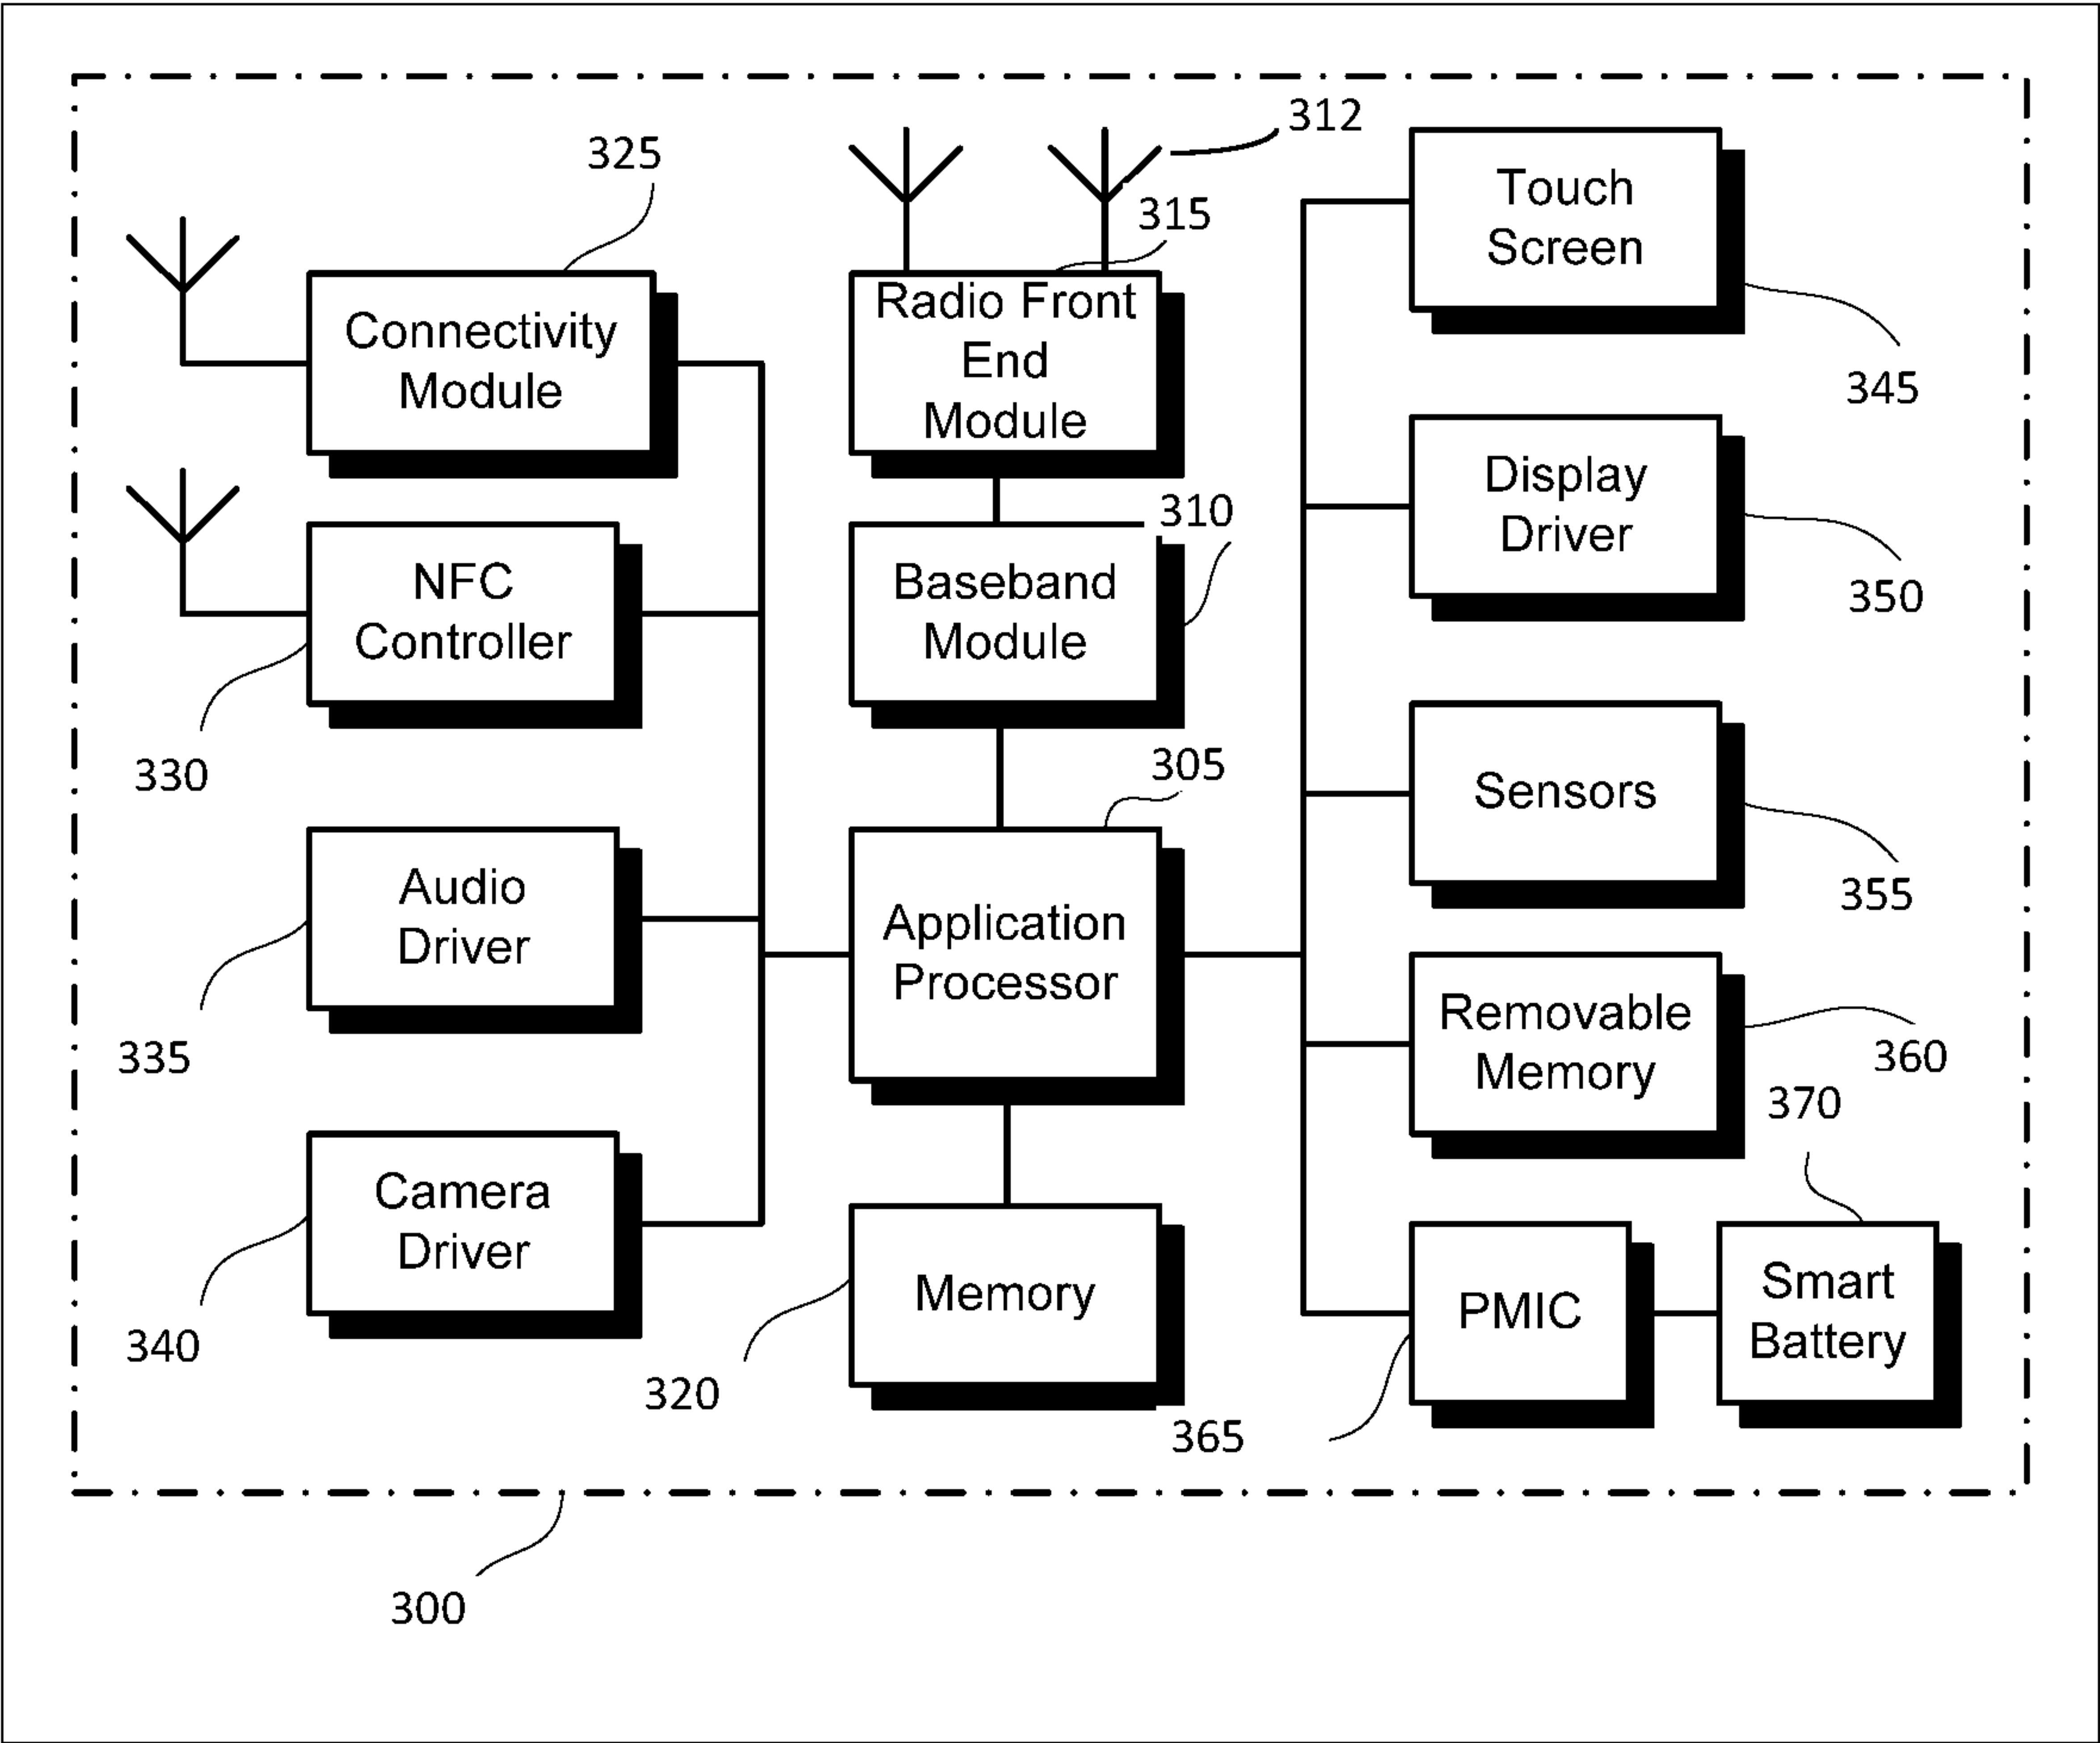 312
325
315
Touch
Screen
Connectivity
Module
Radio Front
End
Module
345
310
Display
Driver
NFC
Controller
Baseband
Module
350
330
305
Sensors
355
Audio
Driver
Application
Processor
Removable
Memory
335
360
370
Camera
Driver
Memory
PMIC
Smart
Battery
340
320
365
300